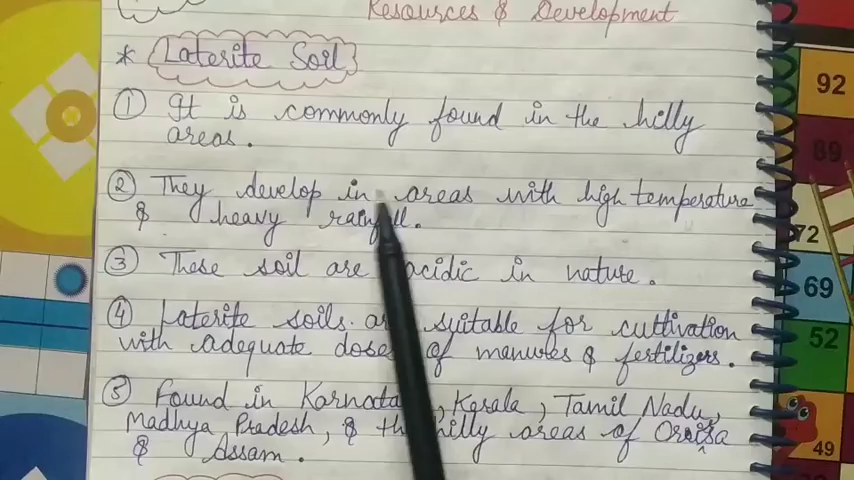 Resources & Development
* Laterite Soil
① It is commonly found in the hilly
areas.
② They develop in areas with high temperature
& heavy rainfall.
③ These soil are acidic in nature.
④ Laterite soils are suitable for cultivation
with adequate doses of manures & fertilizers.
⑤ Found in Karnata , Kerala, Tamil Nadu,
Madhya Pradesh, & the hilly areas of Orissa
& Assam.
92
89
72
69
52
49